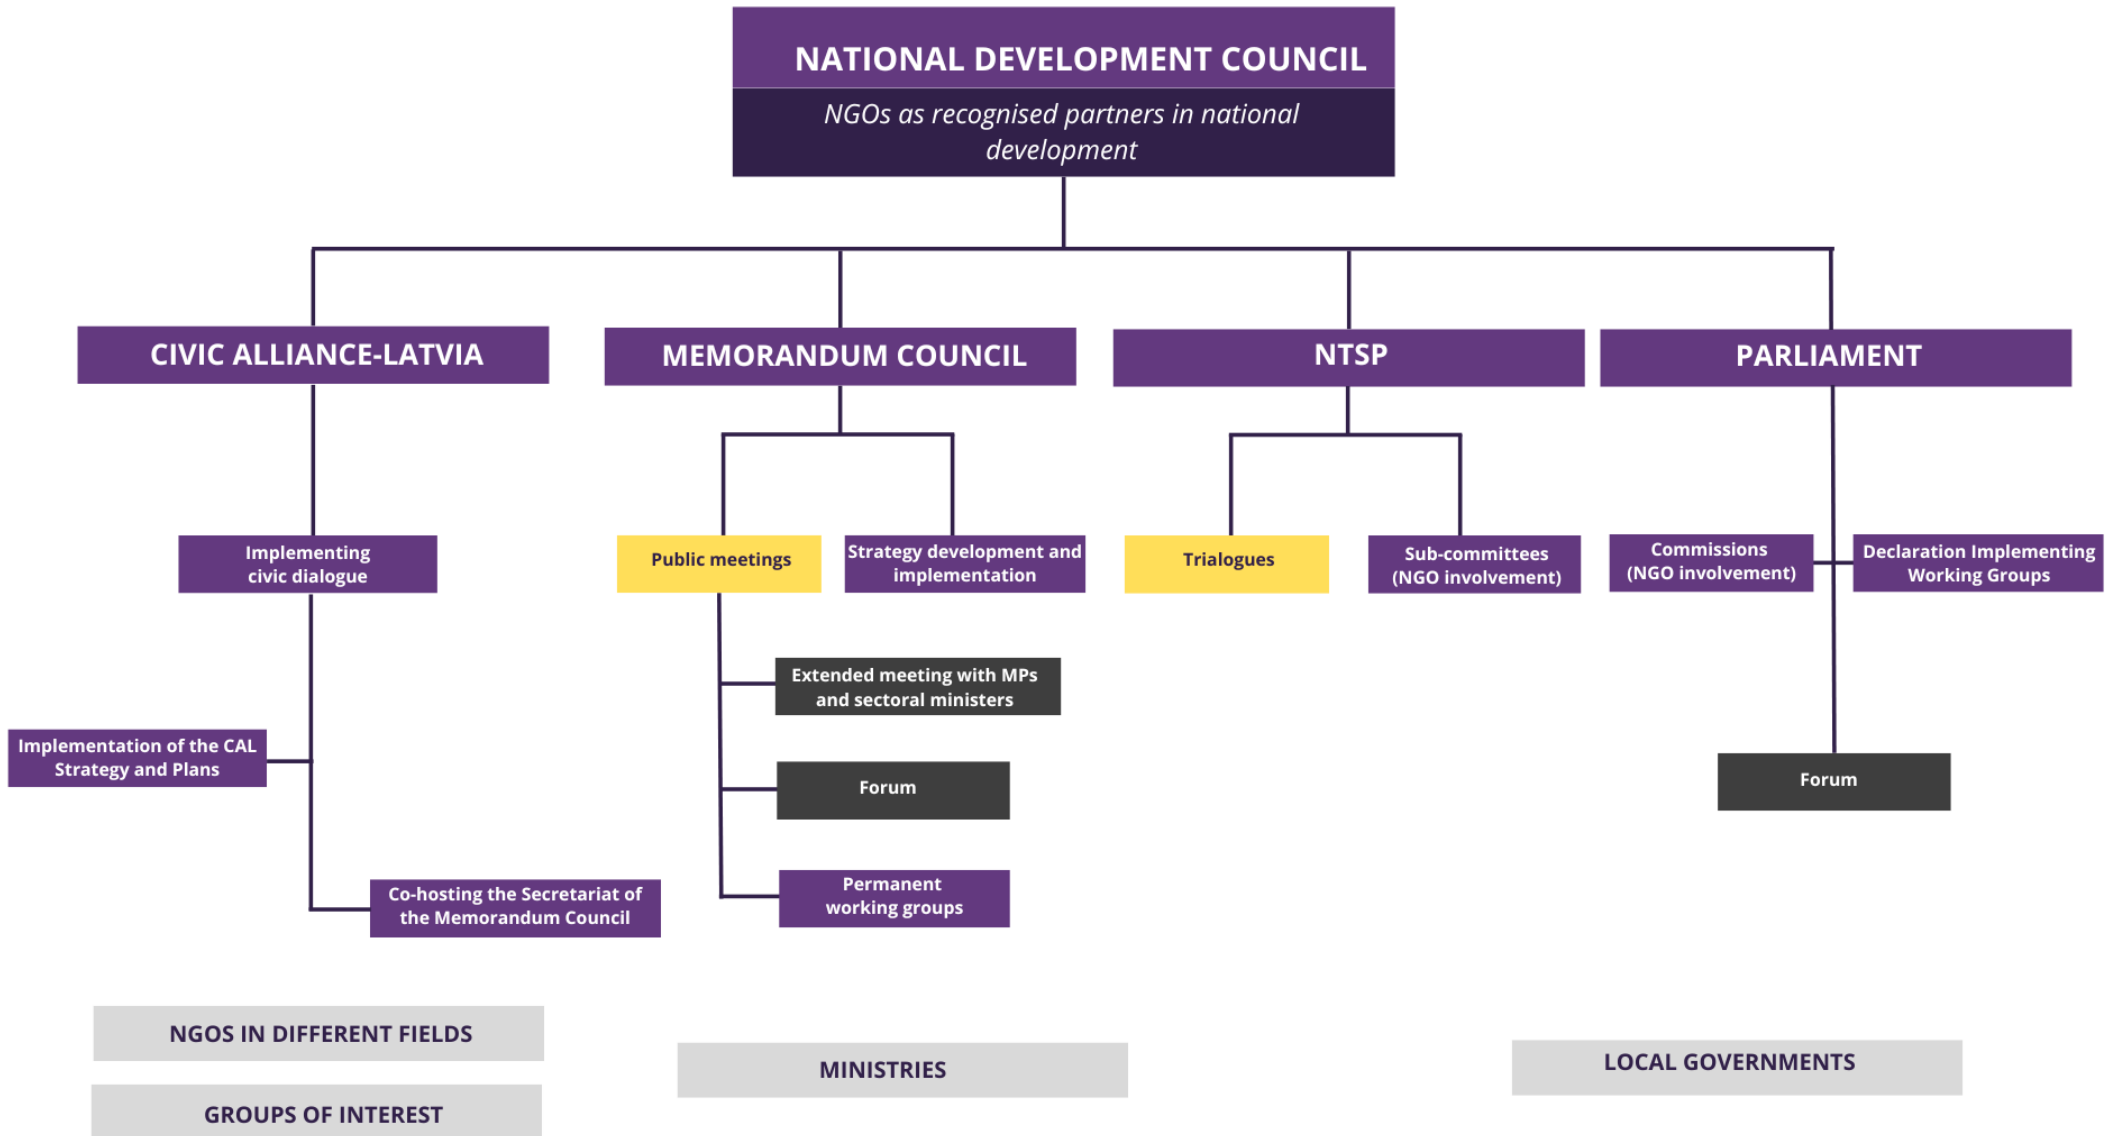 NATIONAL DEVELOPMENT COUNCIL
NGOs as recognised partners in national
development
CIVIC ALLIANCE-LATVIA
MEMORANDUM COUNCIL
NTSP
PARLIAMENT
Implementing
civic dialogue
Public meetings
Strategy development and
implementation
Trialogues
Sub-committees
(NGO involvement)
Commissions
(NGO involvement)
Declaration Implementing
Working Groups
Extended meeting with MPs
and sectoral ministers
Implementation of the CAL
Strategy and Plans
Forum
Forum
Co-hosting the Secretariat of
the Memorandum Council
Permanent
working groups
NGOS IN DIFFERENT FIELDS
MINISTRIES
LOCAL GOVERNMENTS
GROUPS OF INTEREST